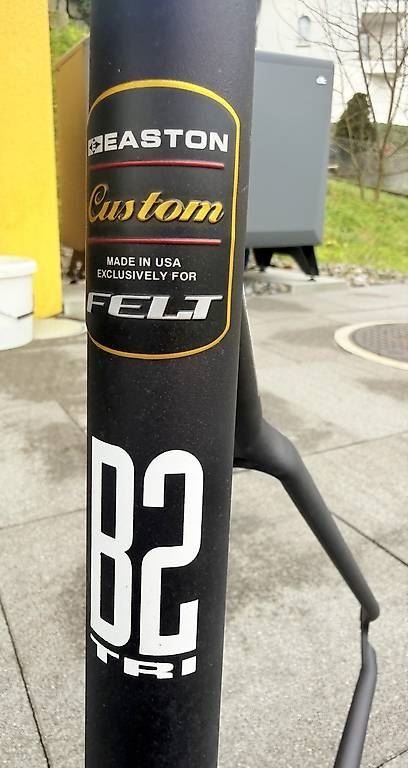 EASTON
Custom
MADE IN USA
EXCLUSIVELY FOR
FELT
B2
TRI